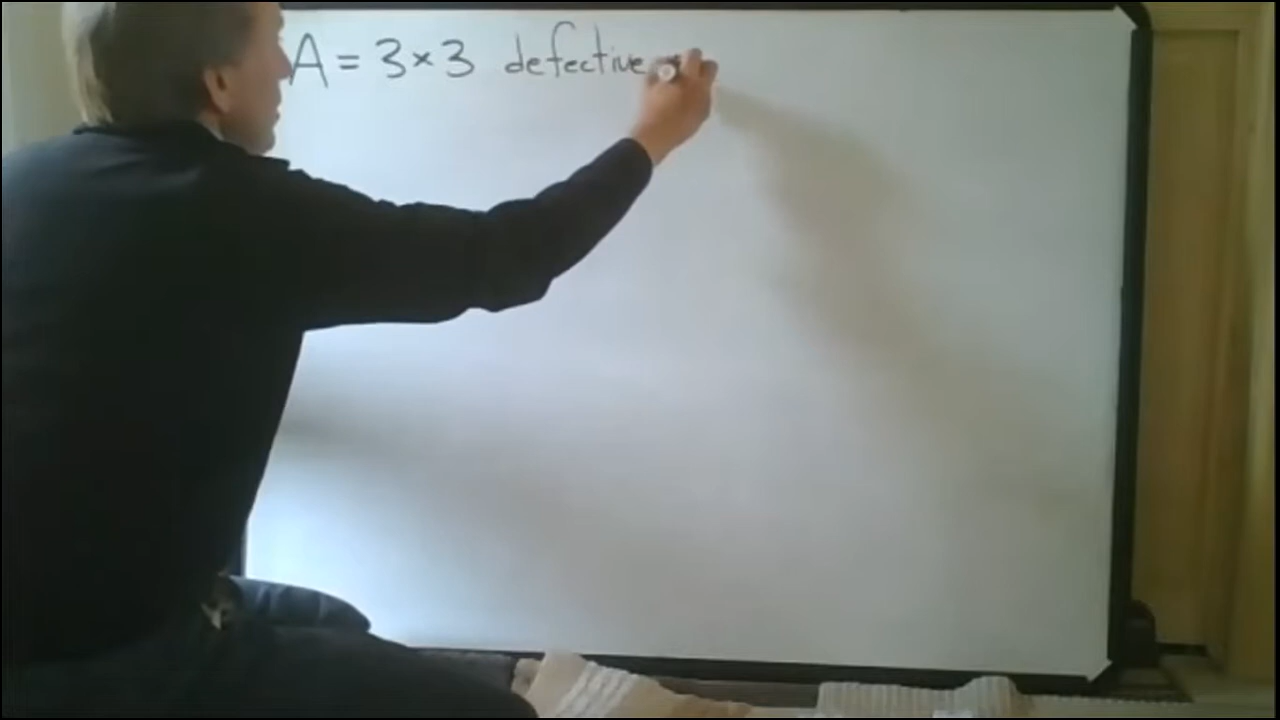 A = 3×3 defective